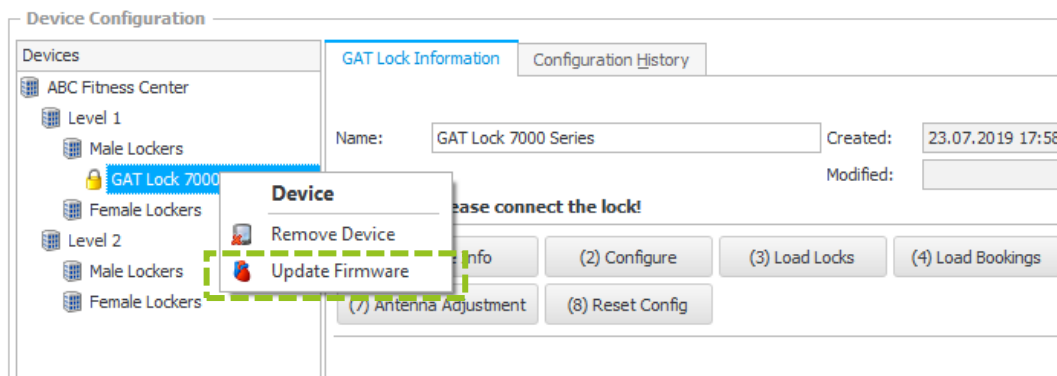 Device Configuration
Devices
ABC Fitness Center
Level 1
Male Lockers
GAT Lock 7000
Female Lockers
Level 2
Male Lockers
Female Lockers
Device
Remove Device
Update Firmware
GAT Lock Information
Configuration History
Name: GAT Lock 7000 Series Created: 23.07.2019 17:58
Modified:
connect the lock!
(2) Configure (3) Load Locks (4) Load Bookings
(7) Antenna Adjustment (8) Reset Config